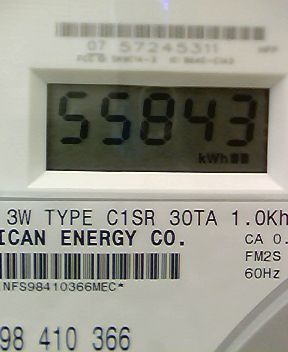 07 57245311
55843
kWh
3W TYPE C1SR 30TA 1.0Kh
ICAN ENERGY CO.
CA 0.
FM2S
60Hz
NFS98410366MEC*
98 410 366